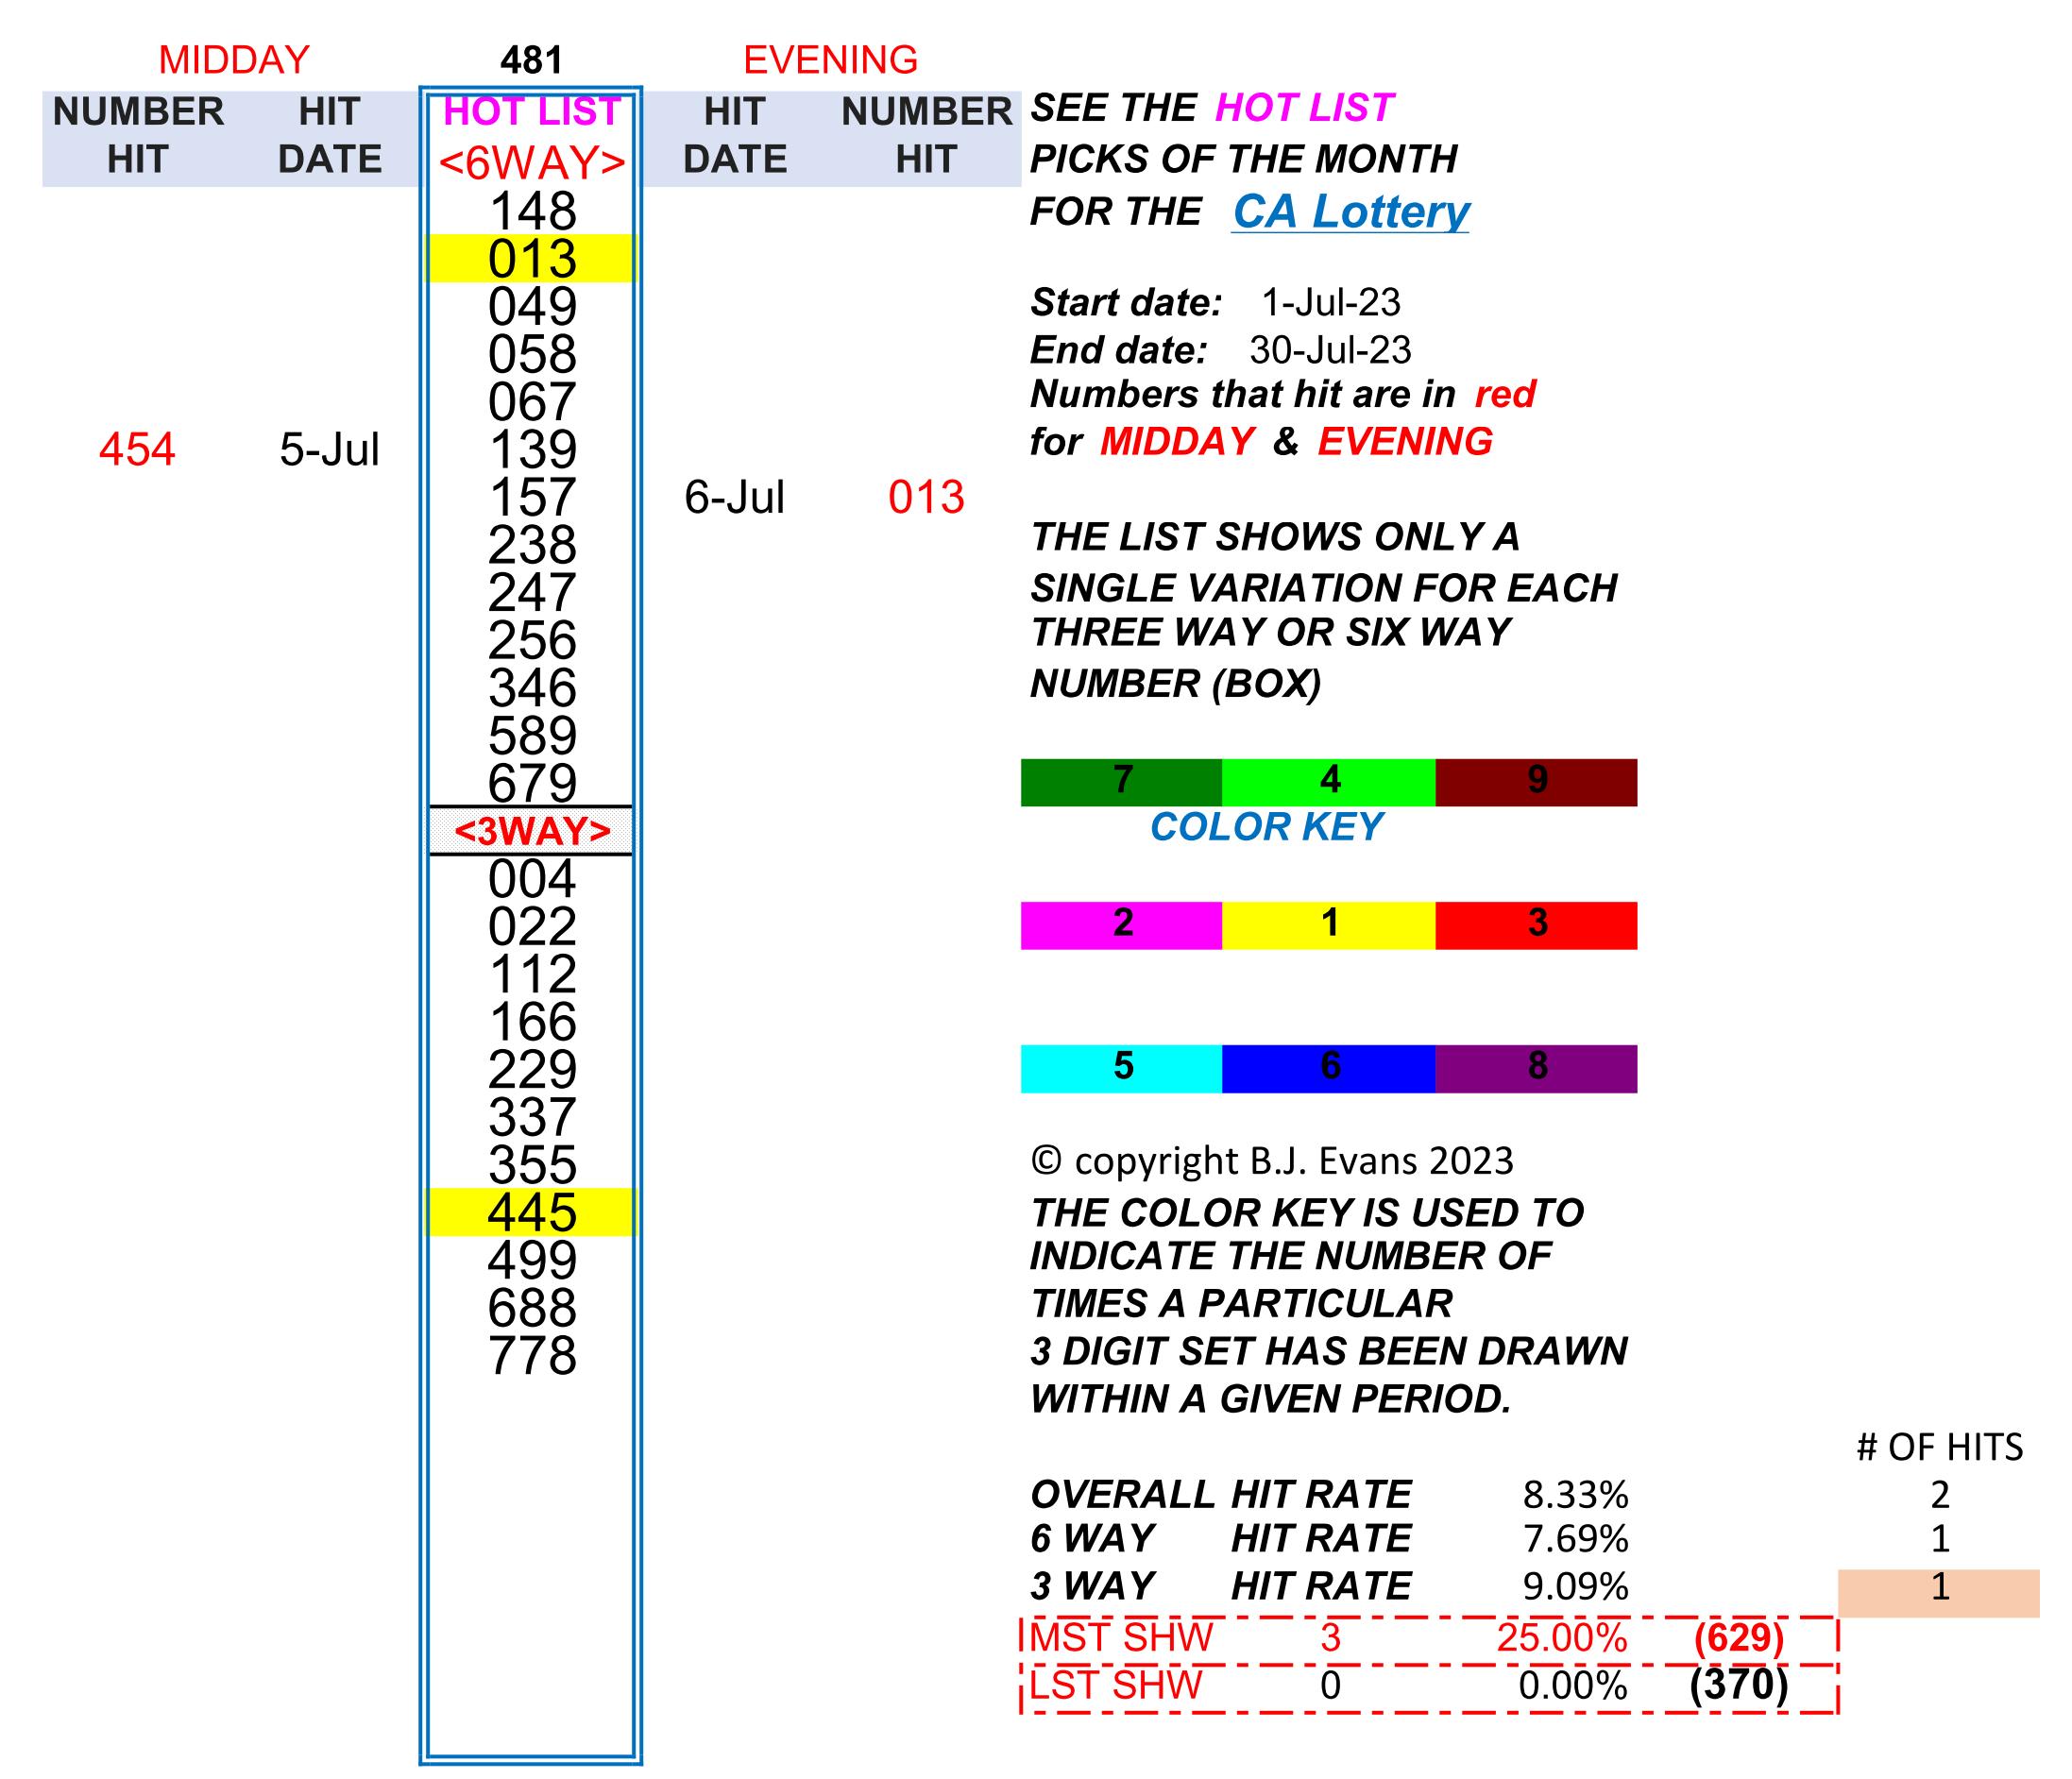 MIDDAY 481 EVENING
NUMBER HIT HOT LIST HIT NUMBER SEE THE HOT LIST
HIT DATE <6WAY> DATE HIT PICKS OF THE MONTH
148 FOR THE CA Lottery
013
049 Start date: 1-Jul-23
058 End date: 30-Jul-23
067 Numbers that hit are in red
454 5-Jul 139 for MIDDAY & EVENING
157 6-Jul 013
238 THE LIST SHOWS ONLY A
247 SINGLE VARIATION FOR EACH
256 THREE WAY OR SIX WAY
346 NUMBER (BOX)
589
679 7 4 9
<3WAY> COLOR KEY
004
022 2 1 3
112
166
229 5 6 8
337
355 © copyright B.J. Evans 2023
445 THE COLOR KEY IS USED TO
499 INDICATE THE NUMBER OF
688 TIMES A PARTICULAR
778 3 DIGIT SET HAS BEEN DRAWN
WITHIN A GIVEN PERIOD.
# OF HITS
OVERALL HIT RATE 8.33% 2
6 WAY HIT RATE 7.69% 1
3 WAY HIT RATE 9.09% 1
MST SHW 3 25.00% (629)
LST SHW 0 0.00% (370)